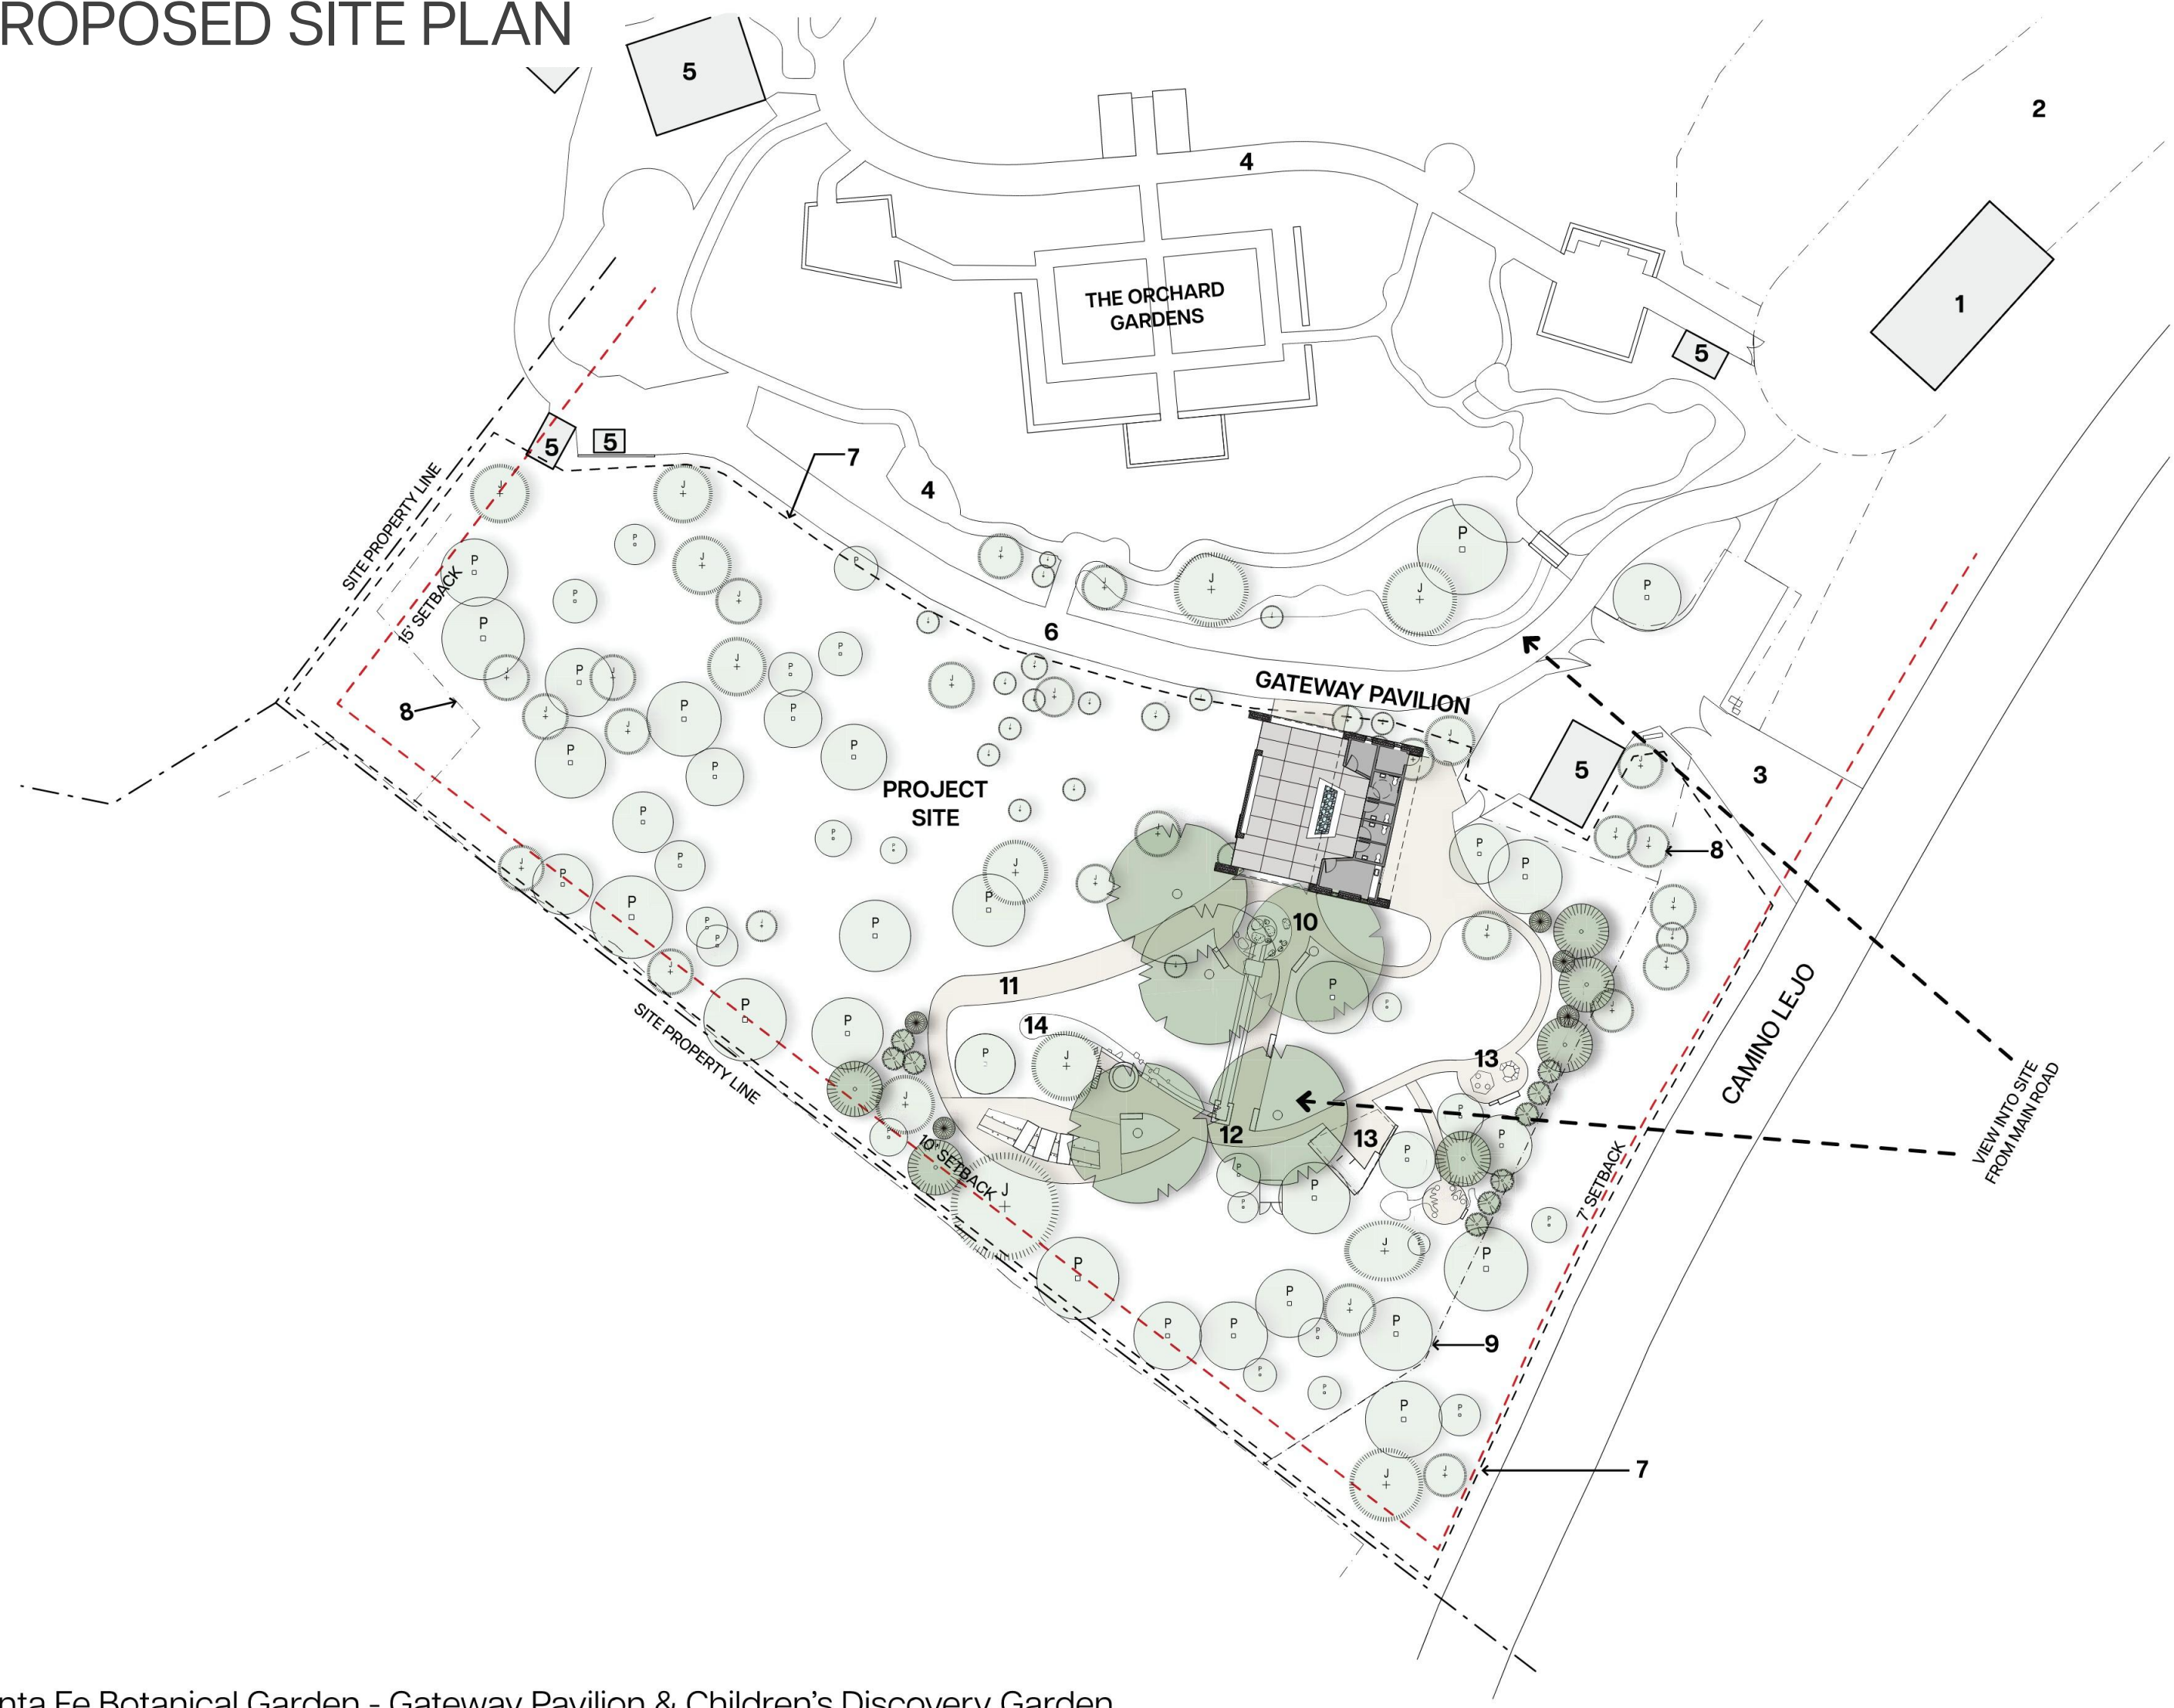 ROPOSED SITE PLAN
5
2
4
1
THE ORCHARD
GARDENS
5
5
5
7
4
SITE PROPERTY LINE
15' SETBACK
6
GATEWAY PAVILION
8
PROJECT
SITE
5
3
8
10
11
14
13
CAMINO LEJO
SITE PROPERTY LINE
12
13
VIEW INTO SITE
FROM MAIN ROAD
10' SETBACK
7' SETBACK
9
7
J
J
P
P
J
P
P
J
P
J
P
J
P
J
J
P
J
P
P
J
P
J
P
P
P
P
J
J
J
J
P
J
P
J
J
J
J
P
P
J
P
P
J
P
P
P
P
J
P
P
J
P
P
J
J
P
P
J
J
J
J
P
P
P
P
J
J
P
P
P
P
P
P
P
J
P
P
P
P
P
J
P
P
P
P
P
P
J
J
nta Fe Botanical Garden - Gateway Pavilion & Children's Discovery Garden